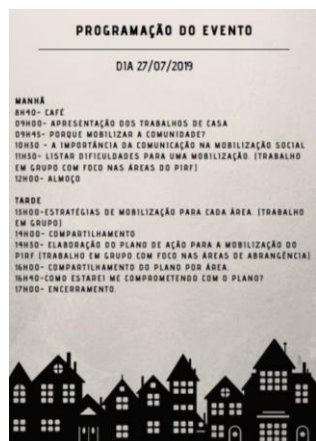 PROGRAMAÇÃO DO EVENTO
DIA 27/07/2019
MANHÃ
8H40- CAFÉ
09H00- APRESENTAÇÃO DOS TRABALHOS DE CASA
09H45- PORQUE MOBILIZAR A COMUNIDADE?
10H30 - A IMPORTÂNCIA DA COMUNICAÇÃO NA MOBILIZAÇÃO SOCIAL
11H30- LISTAR DIFICULDADES PARA UMA MOBILIZAÇÃO. (TRABALHO
EM GRUPO COM FOCO NAS ÁREAS DO PIRF)
12H00- ALMOÇO
TARDE
13H00-ESTRATÉGIAS DE MOBILIZAÇÃO PARA CADA ÁREA. (TRABALHO
EM GRUPO)
14H00- COMPARTILHAMENTO
14H30- ELABORAÇÃO DO PLANO DE AÇÃO PARA A MOBILIZAÇÃO DO
PIRF (TRABALHO EM GRUPO COM FOCO NAS ÁREAS DE ABRANGÊNCIA)
16H00- COMPARTILHAMENTO DO PLANO POR ÁREA.
16H40-COMO ESTAREI ME COMPROMETENDO COM O PLANO?
17H00- ENCERRAMENTO.